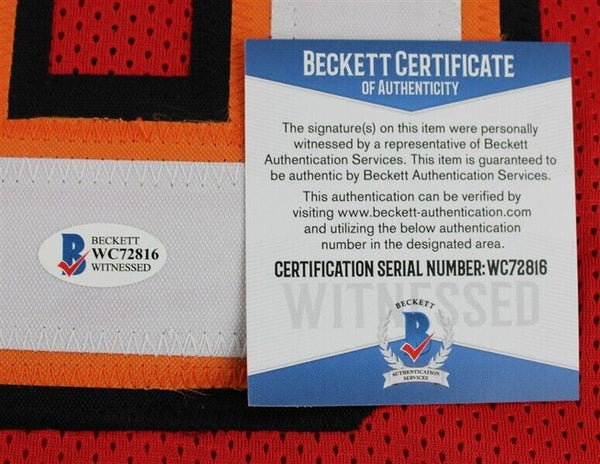 BECKETT CERTIFICATE
OF AUTHENTICITY
The signature(s) on this item were personally
witnessed by a representative of Beckett
Authentication Services. This item is guaranteed to
be authentic by Beckett Authentication Services.
This authentication can be verified by
visiting www.beckett-authentication.com
and utilizing the below authentication
number in the designated area.
CERTIFICATION SERIAL NUMBER: WC72816
WITNESSED
BECKETT
B
AUTHENTICATION
SERVICES
B
BECKETT
WC72816
WITNESSED